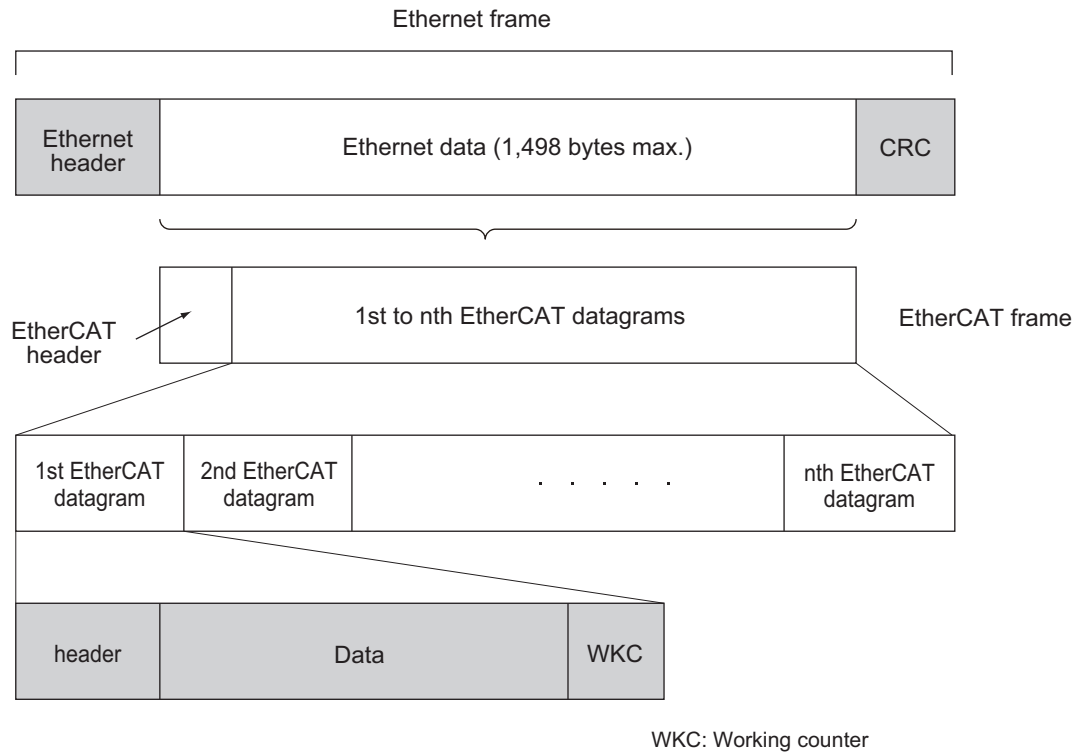 Ethernet frame
Ethernet
header
Ethernet data (1,498 bytes max.)
CRC
EtherCAT
header
1st to nth EtherCAT datagrams
EtherCAT frame
1st EtherCAT
datagram
2nd EtherCAT
datagram
. . . . .
nth EtherCAT
datagram
header
Data
WKC
WKC: Working counter